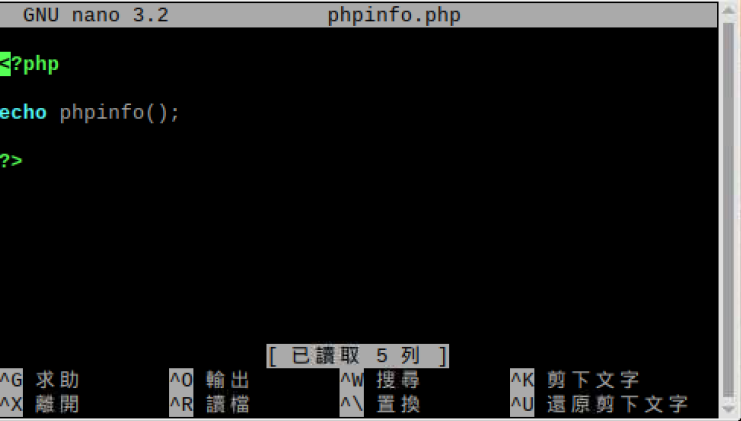 GNU nano 3.2 phpinfo.php
<?php
echo phpinfo();
?>
[ 已讀取 5 列 ]
^G 求助 ^O 輸出 ^W 搜尋 ^K 剪下文字
^X 離開 ^R 讀檔 ^\ 置換 ^U 還原剪下文字